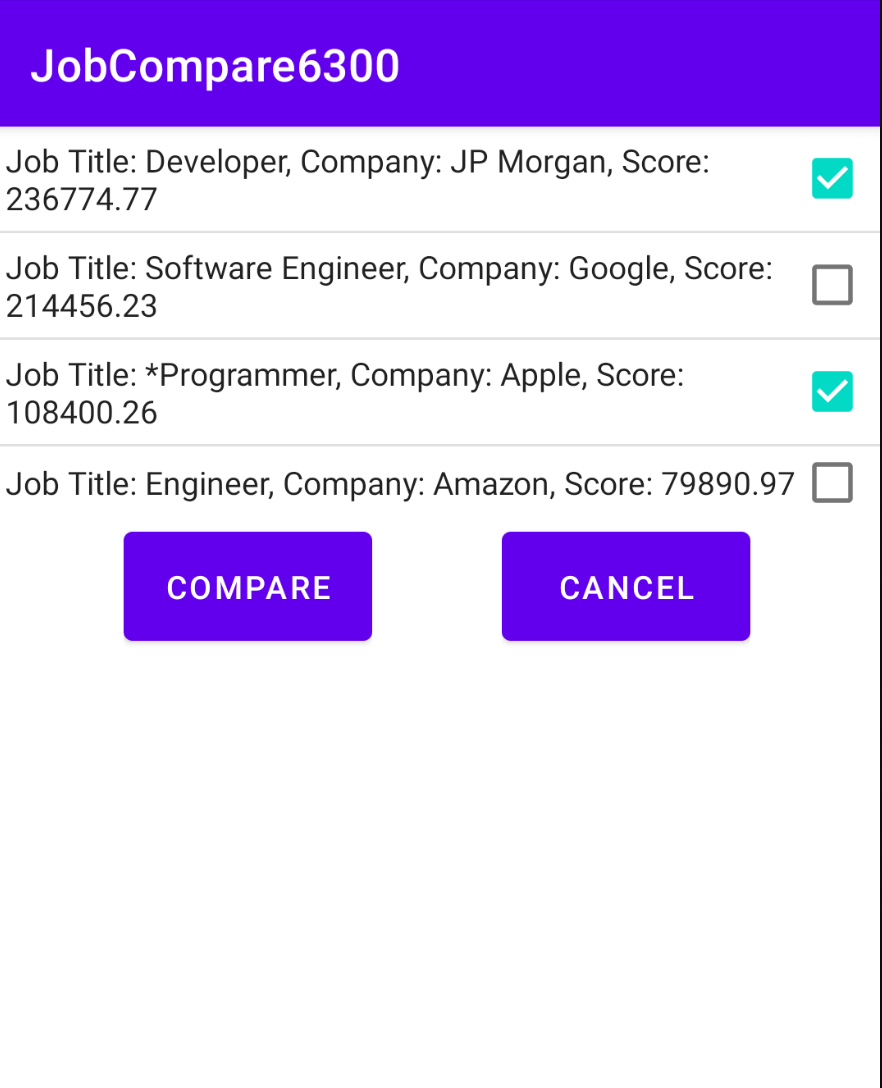 JobCompare6300
Job Title: Developer, Company: JP Morgan, Score:
236774.77
Job Title: Software Engineer, Company: Google, Score:
214456.23
Job Title: *Programmer, Company: Apple, Score:
108400.26
Job Title: Engineer, Company: Amazon, Score: 79890.97
COMPARE
CANCEL